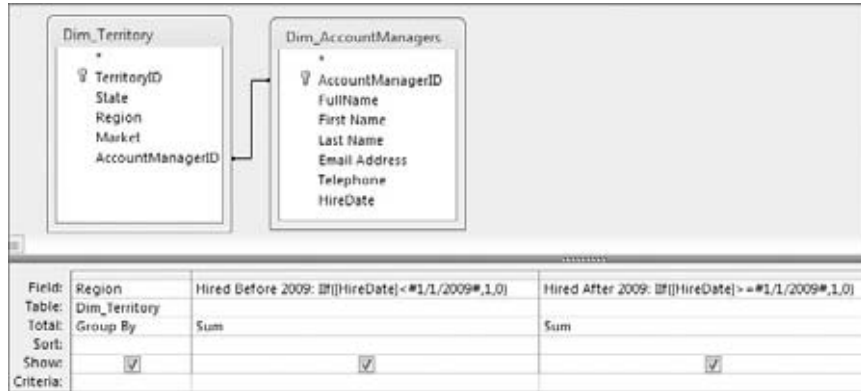 Dim_Territory
*
TerritoryID
State
Region
Market
AccountManagerID
Dim_AccountManagers
*
AccountManagerID
FullName
First Name
Last Name
Email Address
Telephone
HireDate
Field: Region Hired Before 2009: IIf([HireDate]<#1/1/2009#,1,0) Hired After 2009: IIf([HireDate]>=#1/1/2009#,1,0)
Table: Dim_Territory
Total: Group By Sum Sum
Sort:
Show:
Criteria: